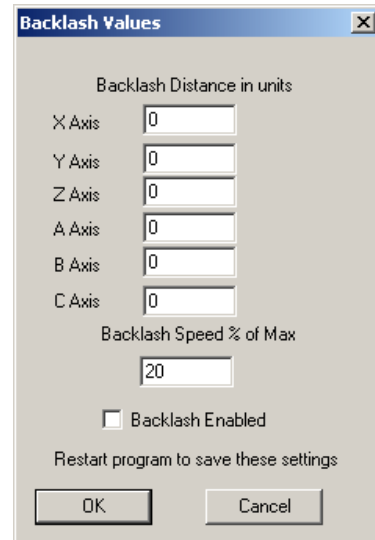 Backlash Values
Backlash Distance in units
X Axis 0
Y Axis 0
Z Axis 0
A Axis 0
B Axis 0
C Axis 0
Backlash Speed % of Max
20
Backlash Enabled
Restart program to save these settings
OK Cancel